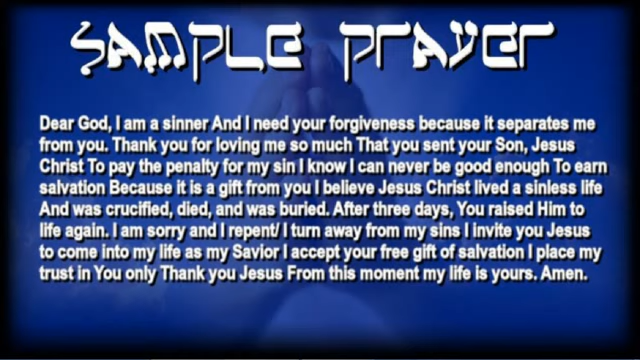 SAMPLE PRAYER
Dear God, I am a sinner And I need your forgiveness because it separates me
from you. Thank you for loving me so much That you sent your Son, Jesus
Christ To pay the penalty for my sin I know I can never be good enough To earn
salvation Because it is a gift from you I believe Jesus Christ lived a sinless life
And was crucified, died, and was buried. After three days, You raised Him to
life again. I am sorry and I repent/ I turn away from my sins I invite you Jesus
to come into my life as my Savior I accept your free gift of salvation I place my
trust in You only Thank you Jesus From this moment my life is yours. Amen.